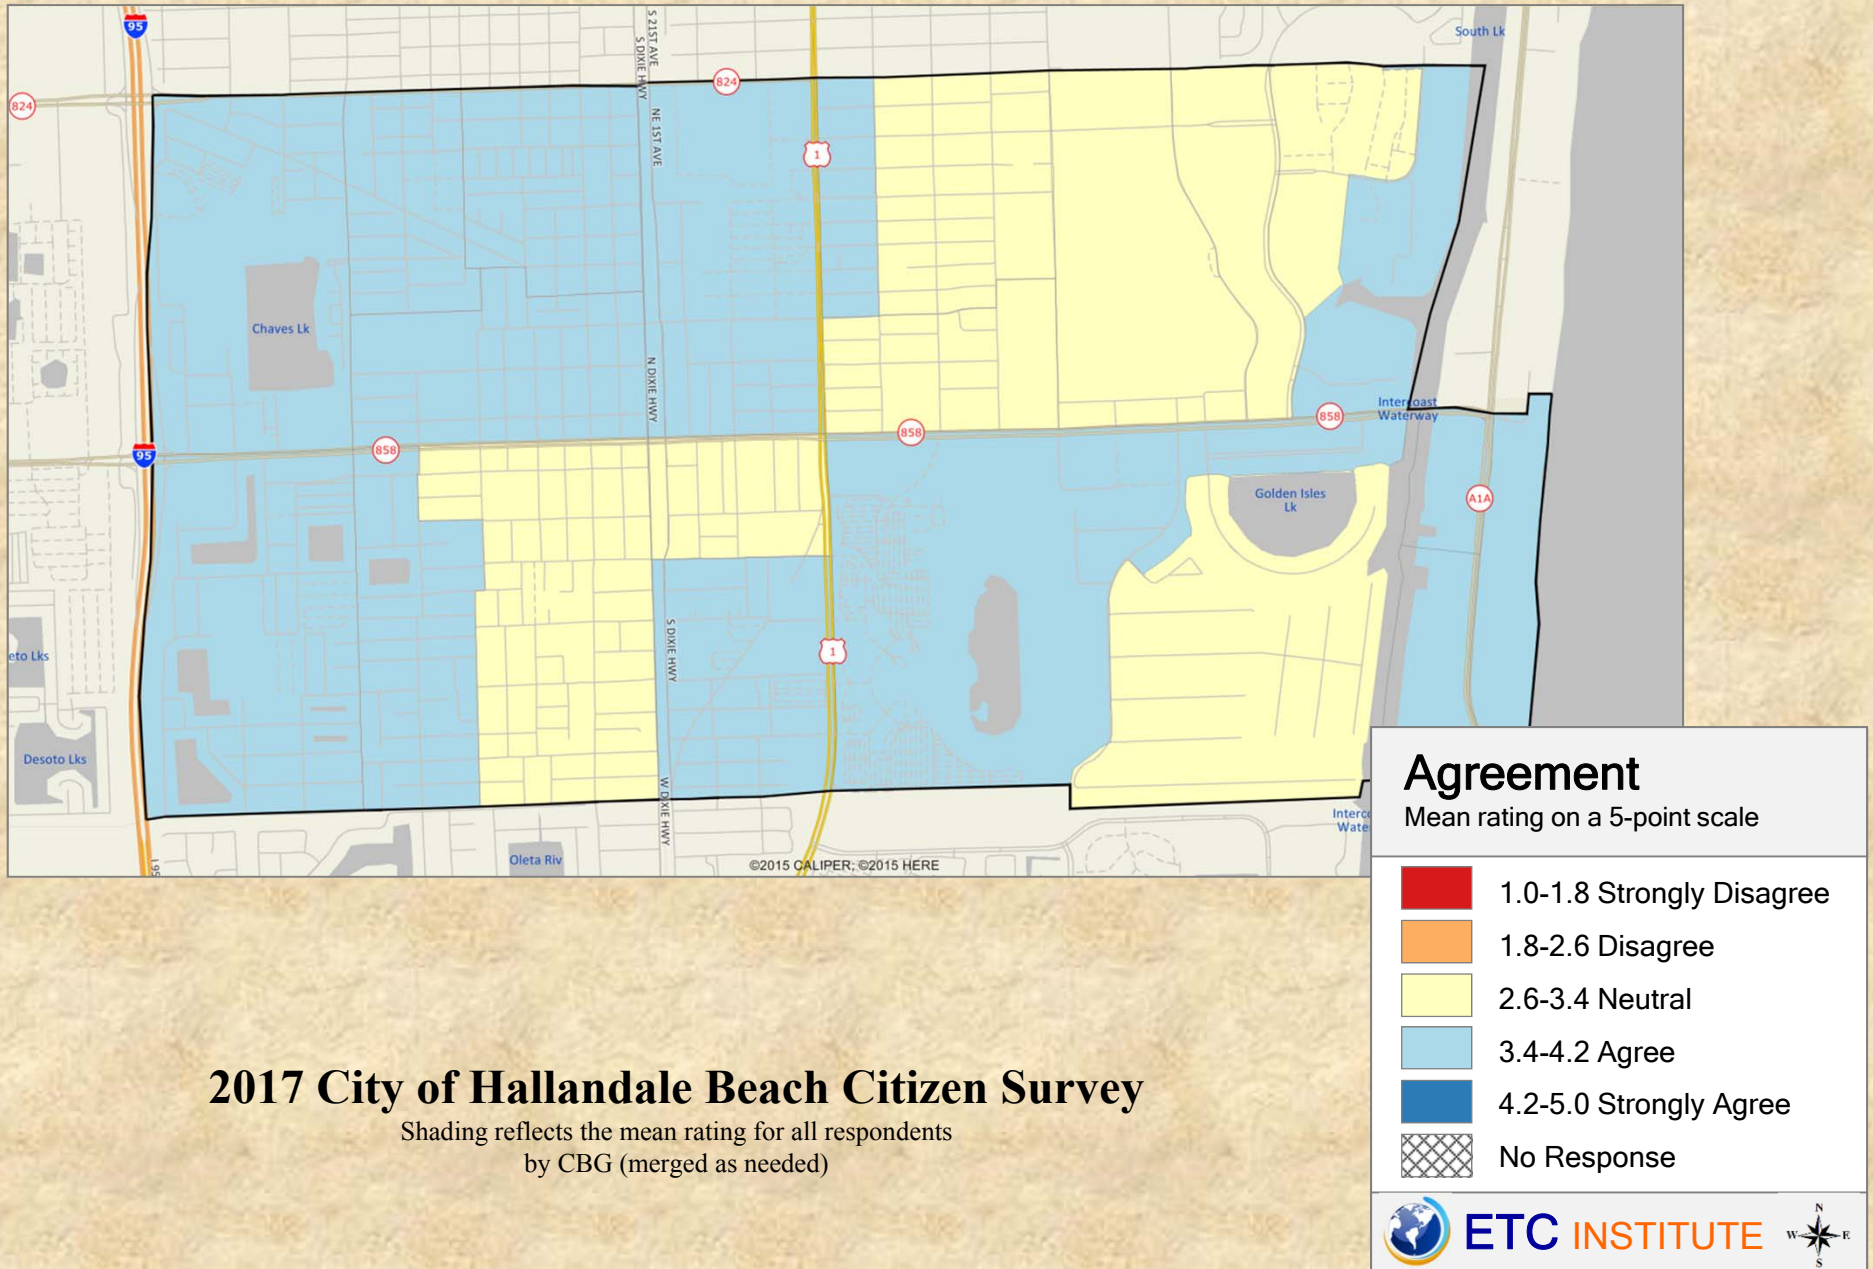 95
S 21ST AVE
S DIXIE HWY
South Lk
824
824
NE 1ST AVE
1
Chaves Lk
N DIXIE HWY
Intercoast
Waterway
858
858
858
95
Golden Isles
Lk
A1A
S DIXIE HWY
1
eto Lks
Desoto Lks
W DIXIE HWY
Interco
Wate
Oleta Riv
I 95
©2015 CALIPER; ©2015 HERE
Agreement
Mean rating on a 5-point scale
1.0-1.8 Strongly Disagree
1.8-2.6 Disagree
2.6-3.4 Neutral
3.4-4.2 Agree
4.2-5.0 Strongly Agree
No Response
2017 City of Hallandale Beach Citizen Survey
Shading reflects the mean rating for all respondents
by CBG (merged as needed)
ETC INSTITUTE
N
W E
S